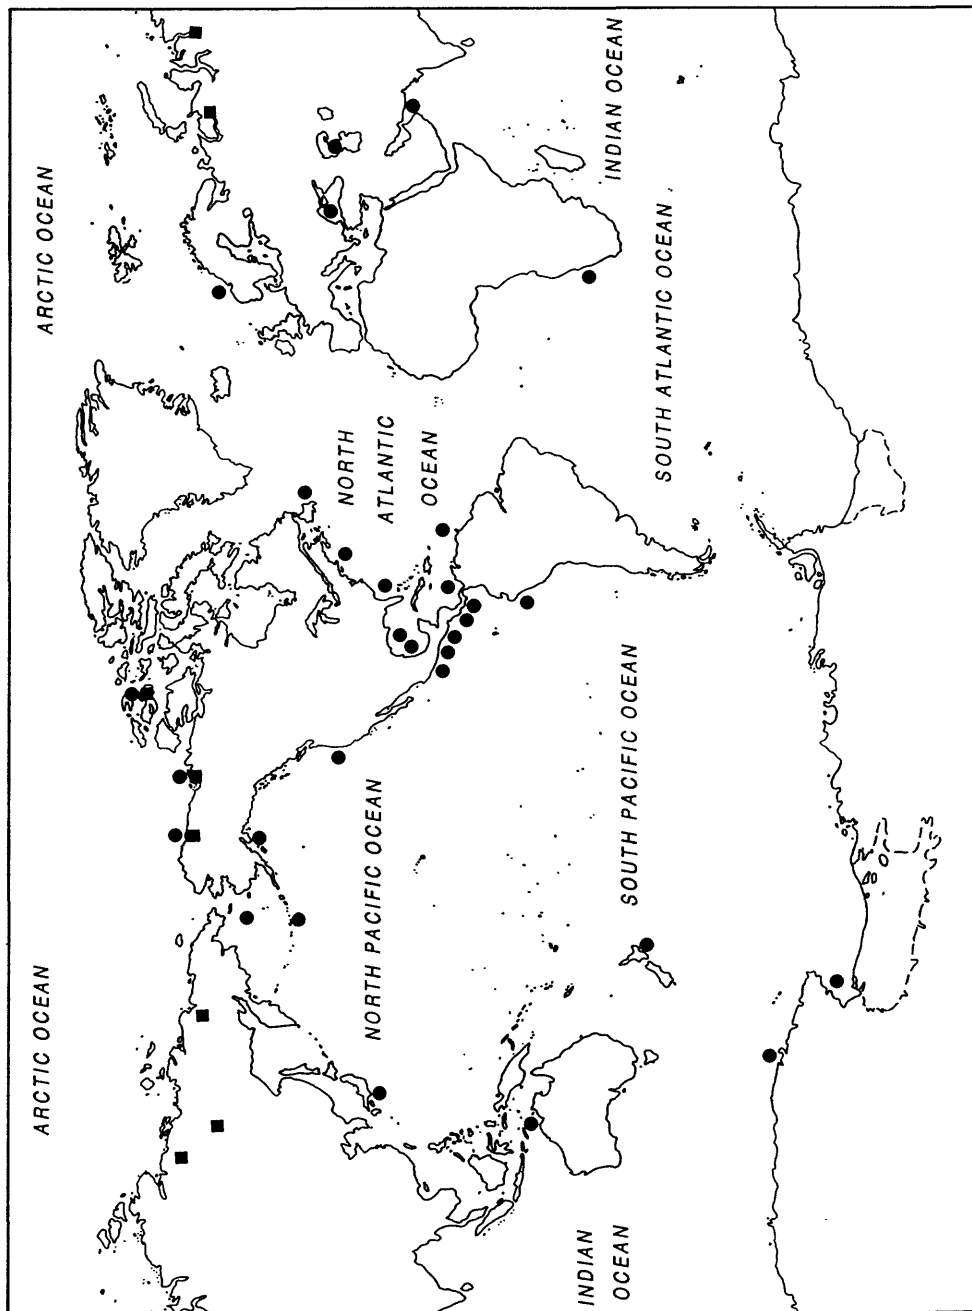 ARCTIC OCEAN
ARCTIC OCEAN
NORTH
ATLANTIC
OCEAN
NORTH PACIFIC OCEAN
INDIAN OCEAN
SOUTH PACIFIC OCEAN
SOUTH ATLANTIC OCEAN
INDIAN
OCEAN